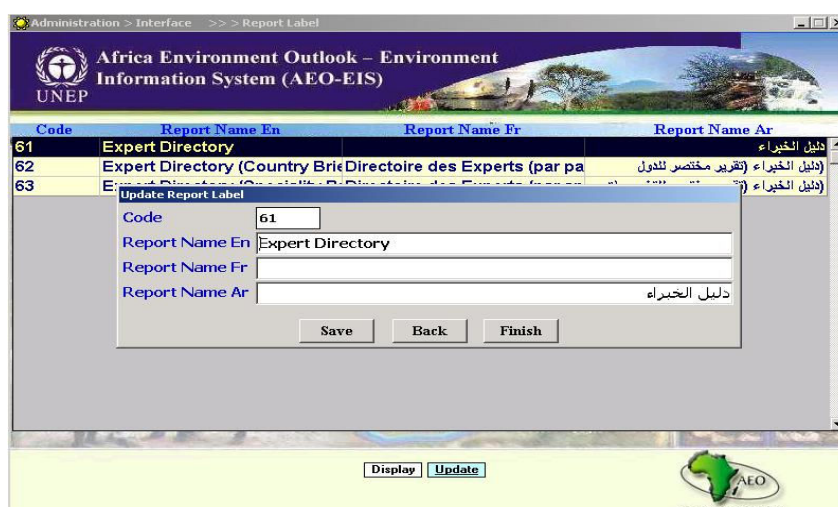 Administration > Interface >> > Report Label
Africa Environment Outlook – Environment
Information System (AEO-EIS)
UNEP
Code Report Name En Report Name Fr Report Name Ar
61 Expert Directory دليل الخبراء
62 Expert Directory (Country Brie Directoire des Experts (par pa (دليل الخبراء (تقرير مختصر للدول
63 دليل الخبراء
Update Report Label
Code 61
Report Name En Expert Directory
Report Name Fr
Report Name Ar دليل الخبراء
Save Back Finish
Display Update
AEO